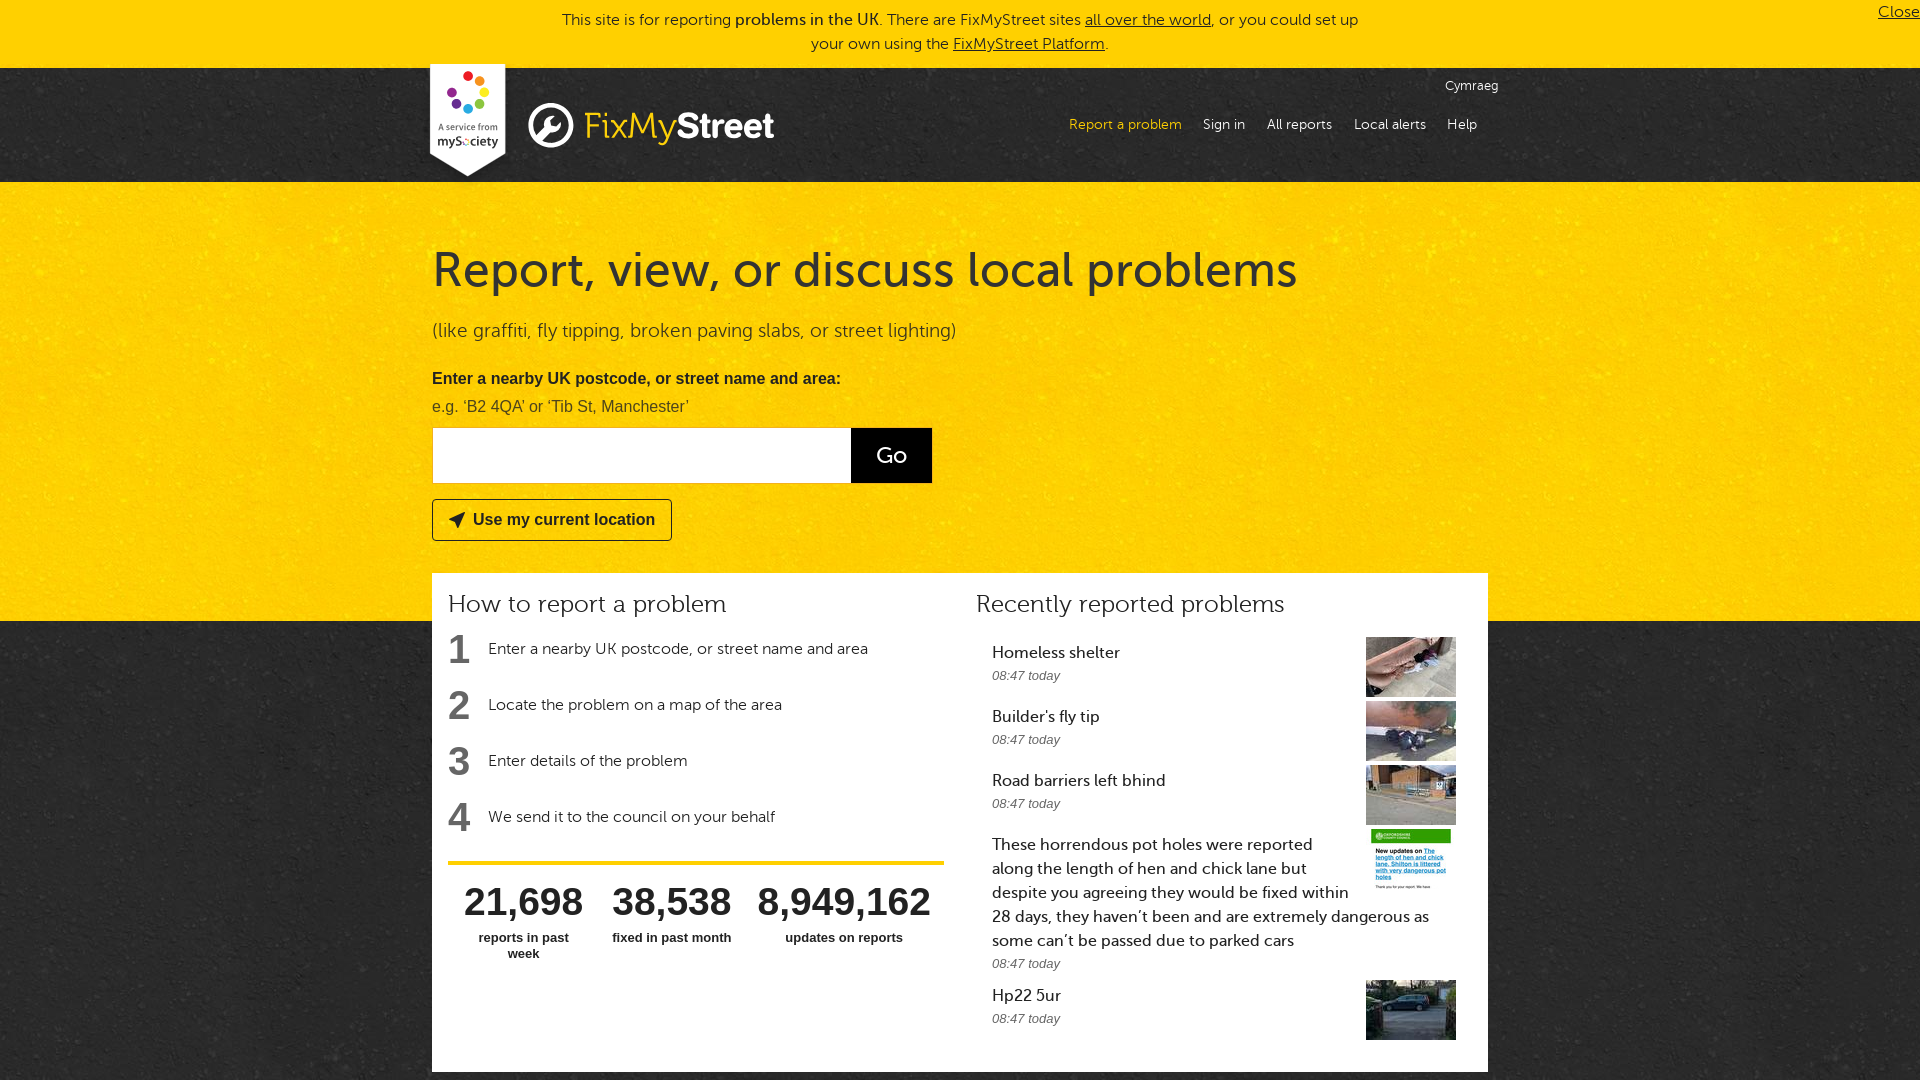 This site is for reporting problems in the UK. There are FixMyStreet sites all over the world, or you could set up
your own using the FixMyStreet Platform.
Close
Cymraeg
A service from
mySociety
FixMyStreet
Report a problem
Sign in
All reports
Local alerts
Help
Report, view, or discuss local problems
(like graffiti, fly tipping, broken paving slabs, or street lighting)
Enter a nearby UK postcode, or street name and area:
e.g. ‘B2 4QA’ or ‘Tib St, Manchester’
Go
Use my current location
How to report a problem
1 Enter a nearby UK postcode, or street name and area
2 Locate the problem on a map of the area
3 Enter details of the problem
4 We send it to the council on your behalf
21,698
reports in past
week
38,538
fixed in past month
8,949,162
updates on reports
Recently reported problems
Homeless shelter
08:47 today
Builder's fly tip
08:47 today
Road barriers left bhind
08:47 today
These horrendous pot holes were reported
along the length of hen and chick lane but
despite you agreeing they would be fixed within
28 days, they haven’t been and are extremely dangerous as
some can’t be passed due to parked cars
08:47 today
New updates on The
length of hen and chick
lane, Shilton is littered
with very dangerous pot
holes
Hp22 5ur
08:47 today